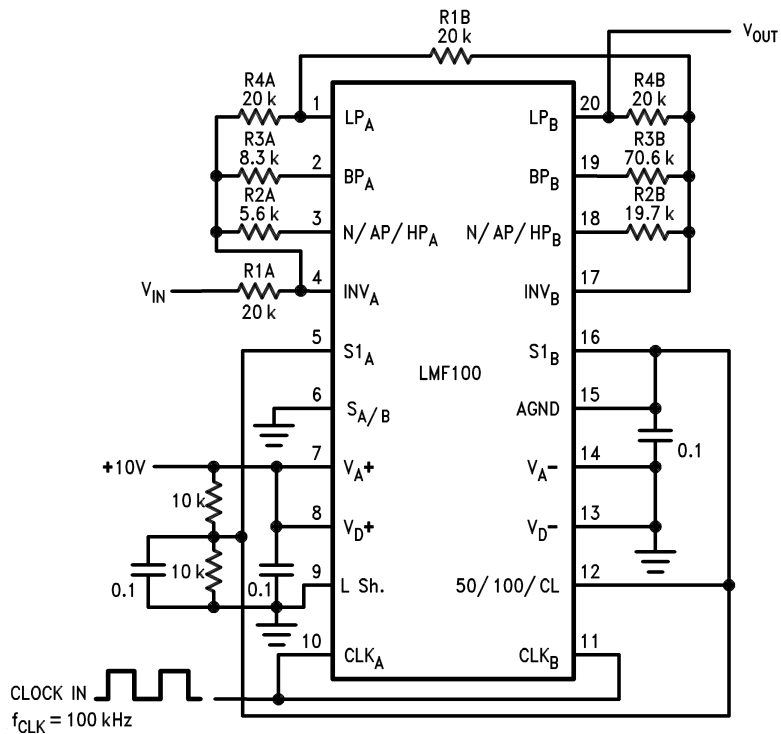 R1B
20 k
V_OUT
R4A
20 k
1
LP_A
20
LP_B
R4B
20 k
R3A
8.3 k
2
BP_A
19
BP_B
R3B
70.6 k
R2A
5.6 k
3
N/AP/HP_A
18
N/AP/HP_B
R2B
19.7 k
V_IN
R1A
20 k
4
INV_A
17
INV_B
5
S1_A
16
S1_B
LMF100
6
S_A/B
15
AGND
0.1
+10V
7
V_A+
14
V_A−
10 k
8
V_D+
13
V_D−
0.1
10 k
0.1
9
L Sh.
12
50/100/CL
10
CLK_A
11
CLK_B
CLOCK IN
f_CLK = 100 kHz